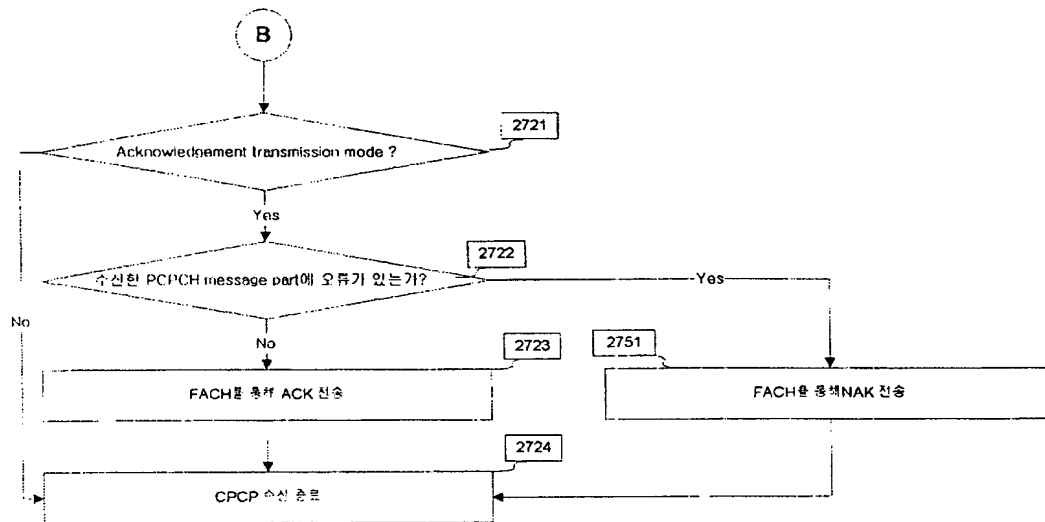 B
2721
Acknowledgement transmission mode ?
Yes
2722
수신한 PCPCH message part에 오류가 있는가?
Yes
No
No
2723
2751
FACH를 통해 ACK 전송
FACH를 통해NAK 전송
2724
CPCP 수신 종료